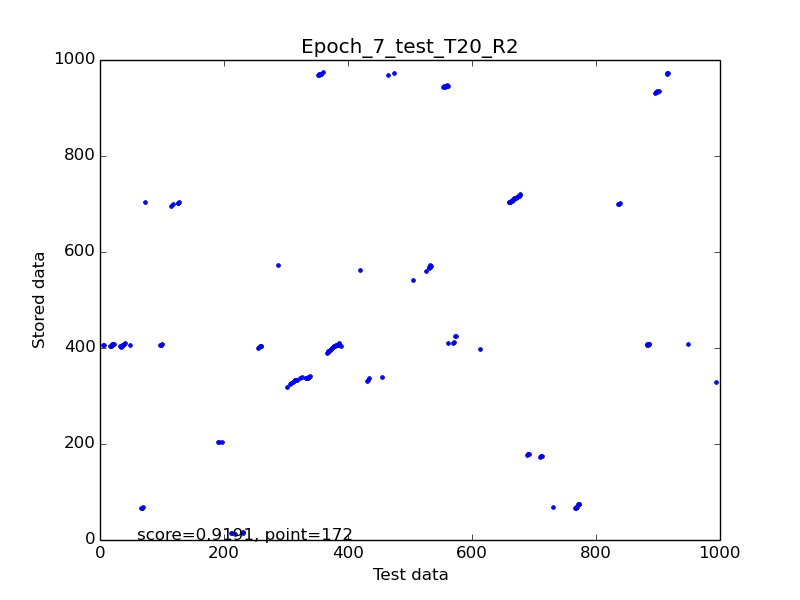 Epoch_7_test_T20_R2
1000
800
600
400
200
0
Stored data
score=0.9191, point=172
0 200 400 600 800 1000
Test data